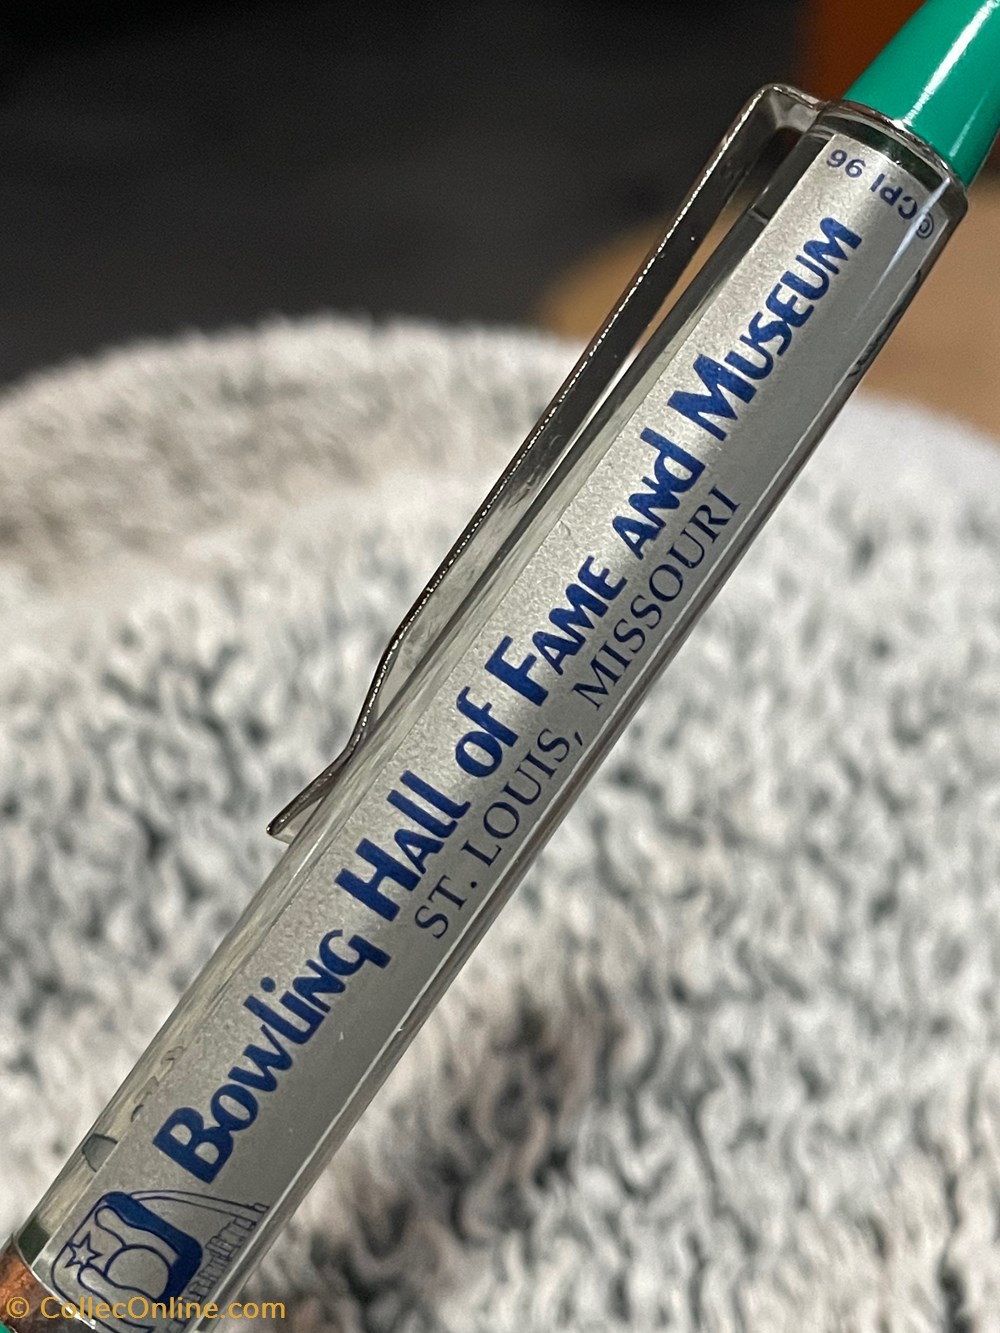 ©CPI 96
Bowling Hall of Fame and Museum
ST. LOUIS, MISSOURI
© CollecOnline.com